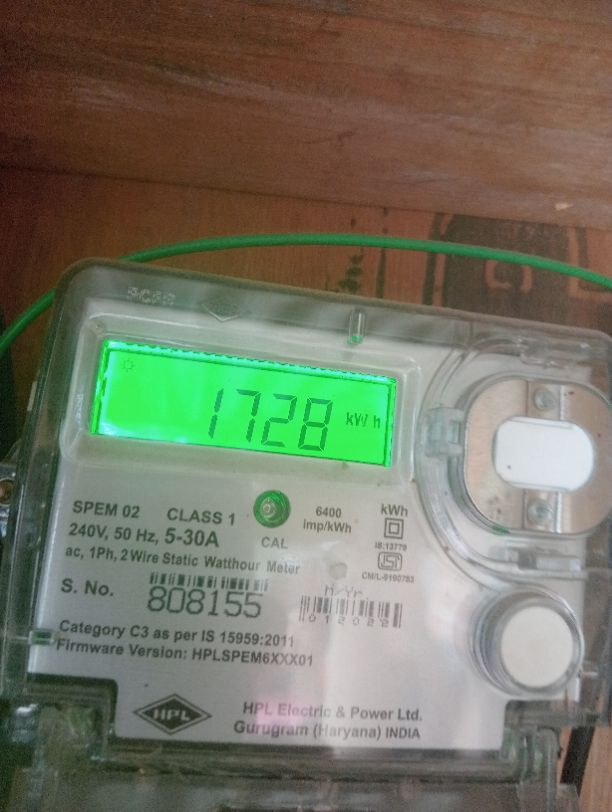 1728 kWh
SPEM 02 CLASS 1
240V, 50 Hz, 5-30A
ac, 1Ph, 2 Wire Static Watthour Meter
CAL
6400
imp/kWh
kWh
IS:13779
ISI
CM/L-9190783
S. No.
808155
M/Yr
012022
Category C3 as per IS 15959:2011
Firmware Version: HPLSPEM6XXX01
HPL
HPL Electric & Power Ltd.
Gurugram (Haryana) INDIA